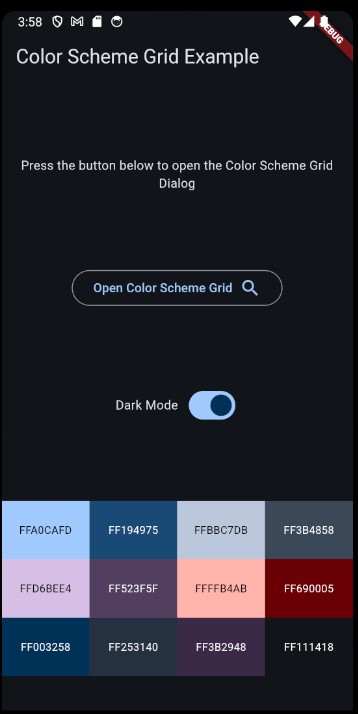 3:58
DEBUG
Color Scheme Grid Example
Press the button below to open the Color Scheme Grid
Dialog
Open Color Scheme Grid
Dark Mode
FFA0CAFD FF194975 FFBBC7DB FF3B4858
FFD6BEE4 FF523F5F FFFFB4AB FF690005
FF003258 FF253140 FF3B2948 FF111418